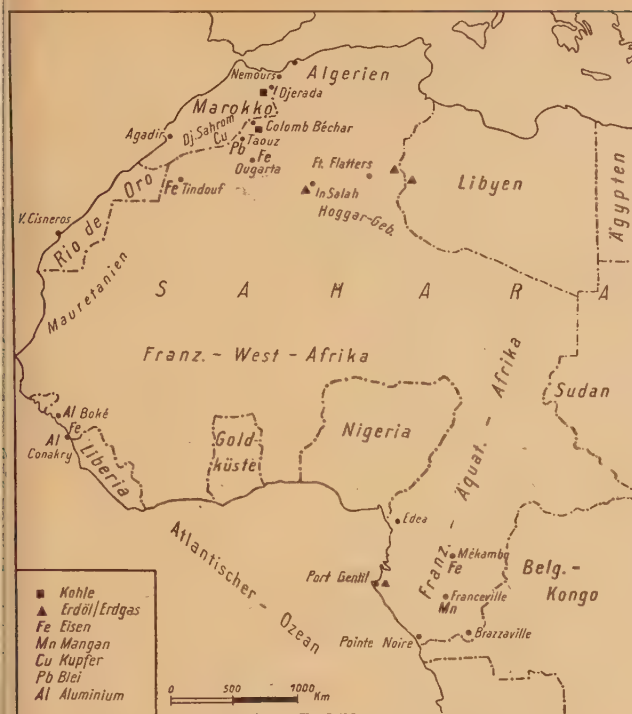 Nemours
Algerien
Djerada
Marokko
Colomb Béchar
Agadir
Dj. Sahrom
Cu
Pb
Taouz
Fe
Ougarta
Ft. Flatters
Libyen
Ägypten
Fe
Tindouf
In Salah
Hoggar-Geb.
Rio de Oro
V. Cisneros
Mauretanien
S A H A R A
Franz. - West - Afrika
Franz. - Äquat. - Afrika
Sudan
Al Boké
Fe
Al
Conakry
Liberia
Gold-
küste
Nigeria
Edea
Atlantischer - Ozean
Port Gentil
Mékambo
Fe
Franceville
Mn
Belg. -
Kongo
Pointe Noire
Brazzaville
Kohle
Erdöl/Erdgas
Fe Eisen
Mn Mangan
Cu Kupfer
Pb Blei
Al Aluminium
0 500 1000 Km